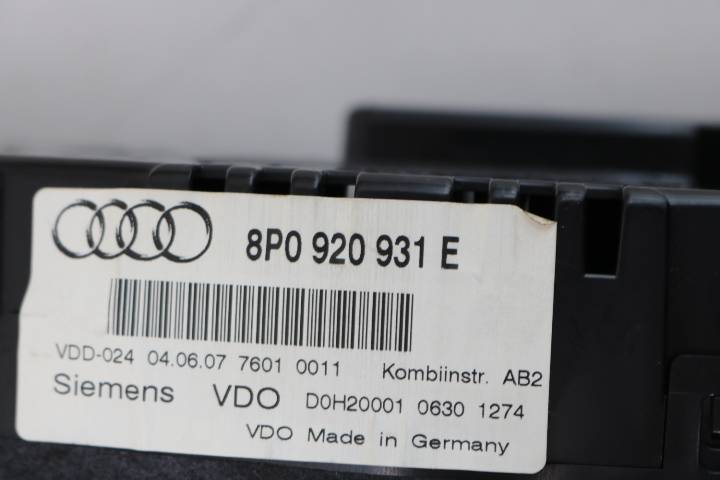 8P0 920 931 E
VDD-024 04.06.07 7601 0011 Kombiinstr. AB2
Siemens VDO D0H20001 0630 1274
VDO Made in Germany